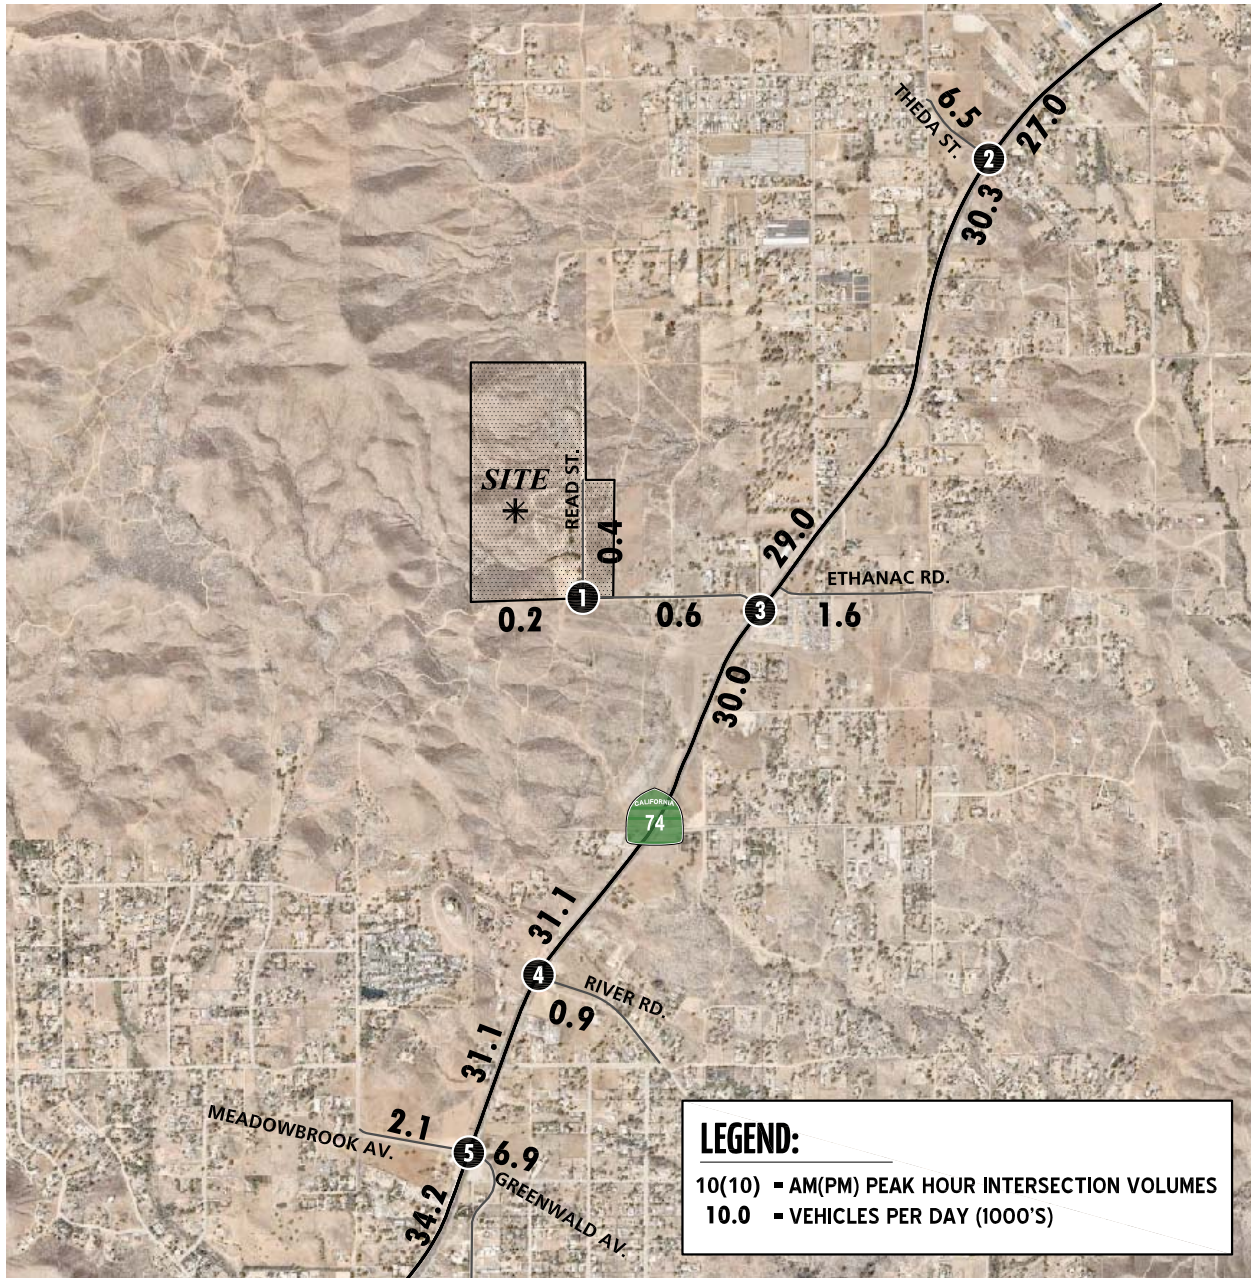 6.5
THEDA ST.
27.0
2
30.3
SITE
READ ST.
0.4
29.0
ETHANAC RD.
1
0.2
0.6
3
1.6
30.0
CALIFORNIA
74
31.1
4
RIVER RD.
0.9
31.1
MEADOWBROOK AV.
2.1
5
6.9
GREENWALD AV.
34.2
LEGEND:
10(10) = AM(PM) PEAK HOUR INTERSECTION VOLUMES
10.0 = VEHICLES PER DAY (1000'S)